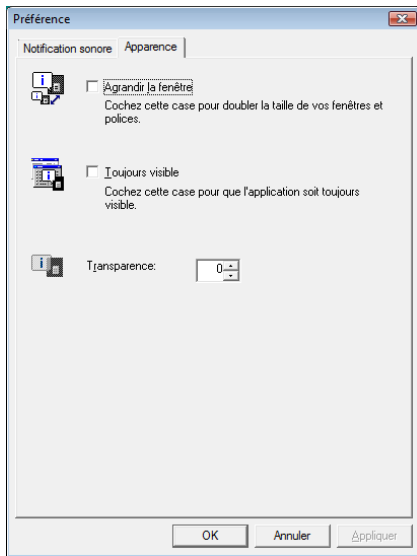 Préférence
Notification sonore Apparence
Agrandir la fenêtre
Cochez cette case pour doubler la taille de vos fenêtres et
polices.
Toujours visible
Cochez cette case pour que l'application soit toujours
visible.
Transparence: 0
OK Annuler Appliquer